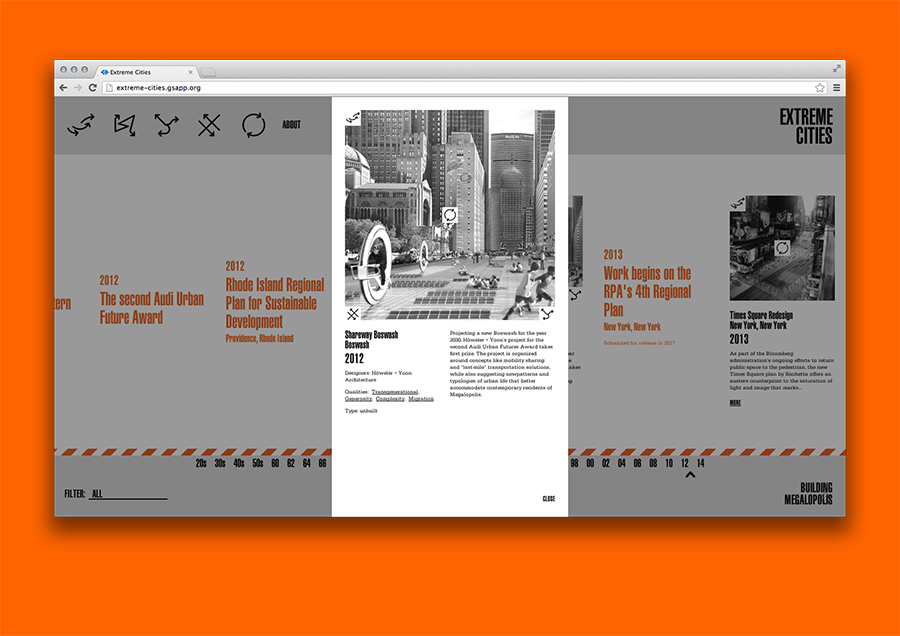 Extreme Cities
extreme-cities.gsapp.org
ABOUT
EXTREME
CITIES
tern
2012
The second Audi Urban
Future Award
2012
Rhode Island Regional
Plan for Sustainable
Development
Providence, Rhode Island
Shareway Boswash
Boswash
2012
Designers: Höweler + Yoon
Architecture
Qualities: Transgenerational,
Generosity, Complexity, Migration
Type: unbuilt
Projecting a new Boswash for the year
2030, Höweler + Yoon's project for the
second Audi Urban Futures Award takes
first prize. The project is organized
around concepts like mobility sharing
and "last-mile" transportation solutions,
while also suggesting newpatterns and
typologies of urban life that better
accommodate contemporary residents of
Megalopolis.
CLOSE
2013
Work begins on the
RPA's 4th Regional
Plan
New York, New York
Scheduled for release in 2017
Times Square Redesign
New York, New York
2013
As part of the Bloomberg
administration's ongoing efforts to return
public space to the pedestrian, the new
Times Square plan by Snøhetta offers an
austere counterpoint to the saturation of
light and image that marks...
MORE
20s 30s 40s 50s 60 62 64 66
98 00 02 04 06 08 10 12 14
FILTER: ALL
BUILDING
MEGALOPOLIS